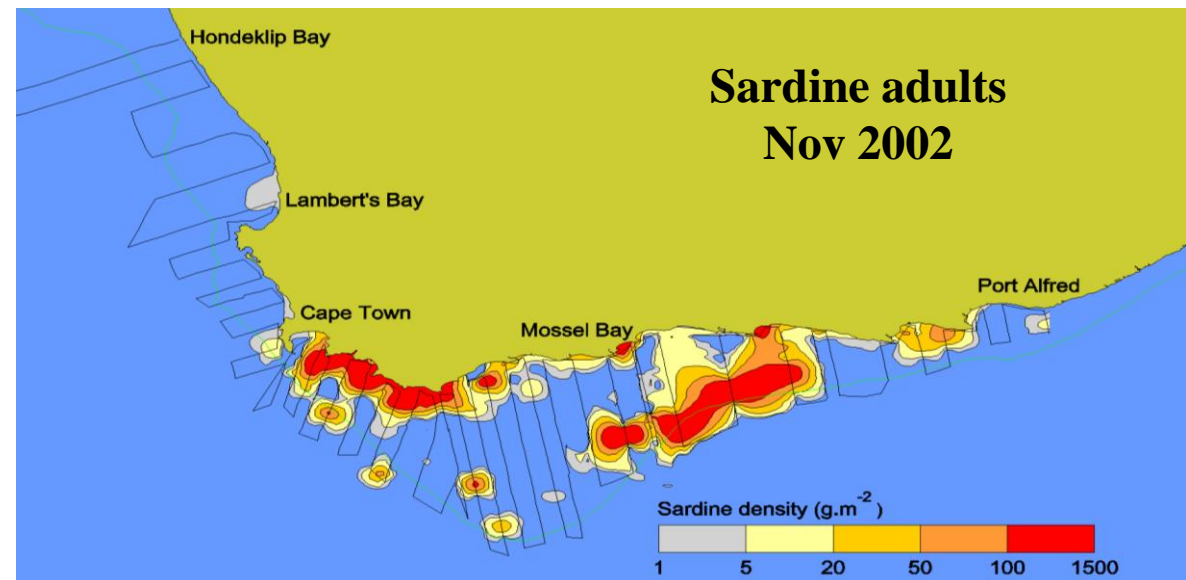 Hondeklip Bay
Sardine adults
Nov 2002
Lambert's Bay
Port Alfred
Cape Town
Mossel Bay
Sardine density (g.m⁻²)
1 5 20 50 100 1500